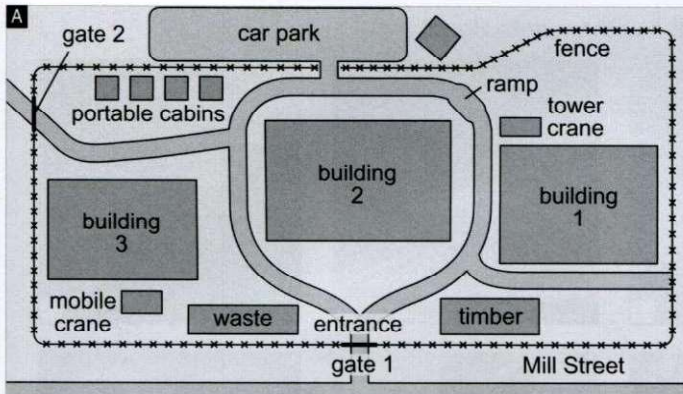 A
gate 2
car park
fence
ramp
portable cabins
tower
crane
building
2
building
1
building
3
mobile
crane
waste
entrance
timber
gate 1
Mill Street